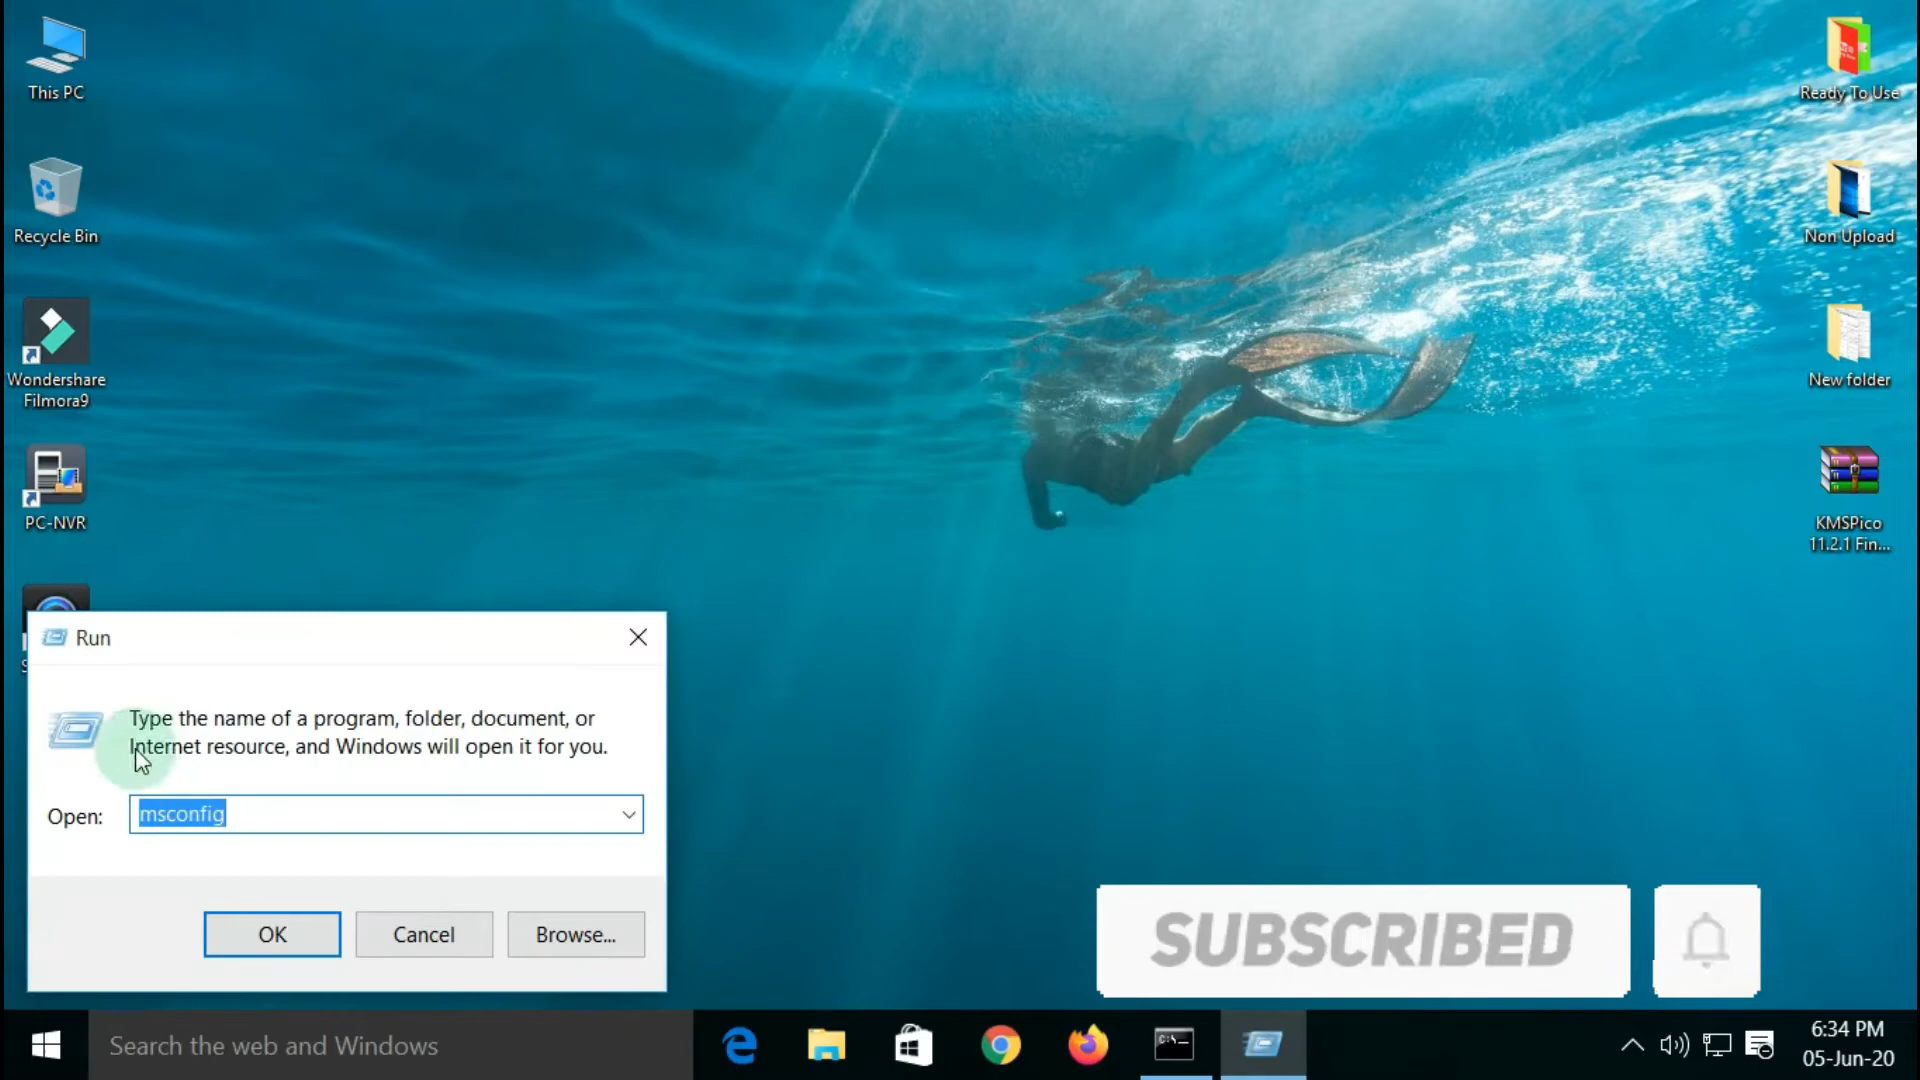 This PC
Recycle Bin
Wondershare
Filmora9
PC-NVR
Ready To Use
Non Upload
New folder
KMSPico
11.2.1 Fin...
Run
Type the name of a program, folder, document, or
Internet resource, and Windows will open it for you.
Open:
msconfig
OK
Cancel
Browse...
SUBSCRIBED
Search the web and Windows
C:\_
6:34 PM
05-Jun-20